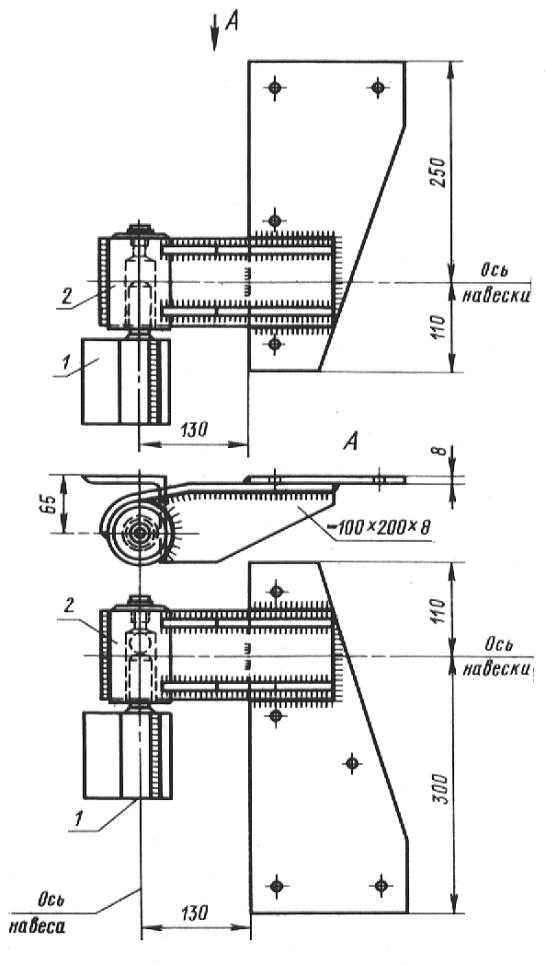 А
250
Ось
навески
2
1
110
130
А
8
65
–100×200×8
2
110
Ось
навески
1
300
Ось
навеса
130